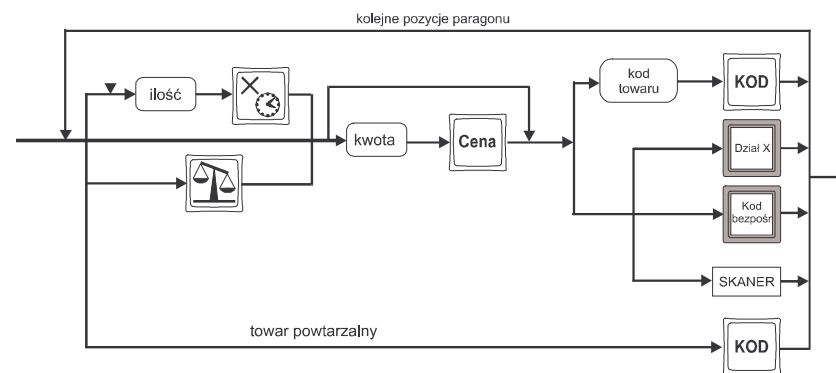 kolejne pozycje paragonu
ilość
kwota
Cena
kod
towaru
KOD
Dział X
Kod
bezpośr
SKANER
towar powtarzalny
KOD